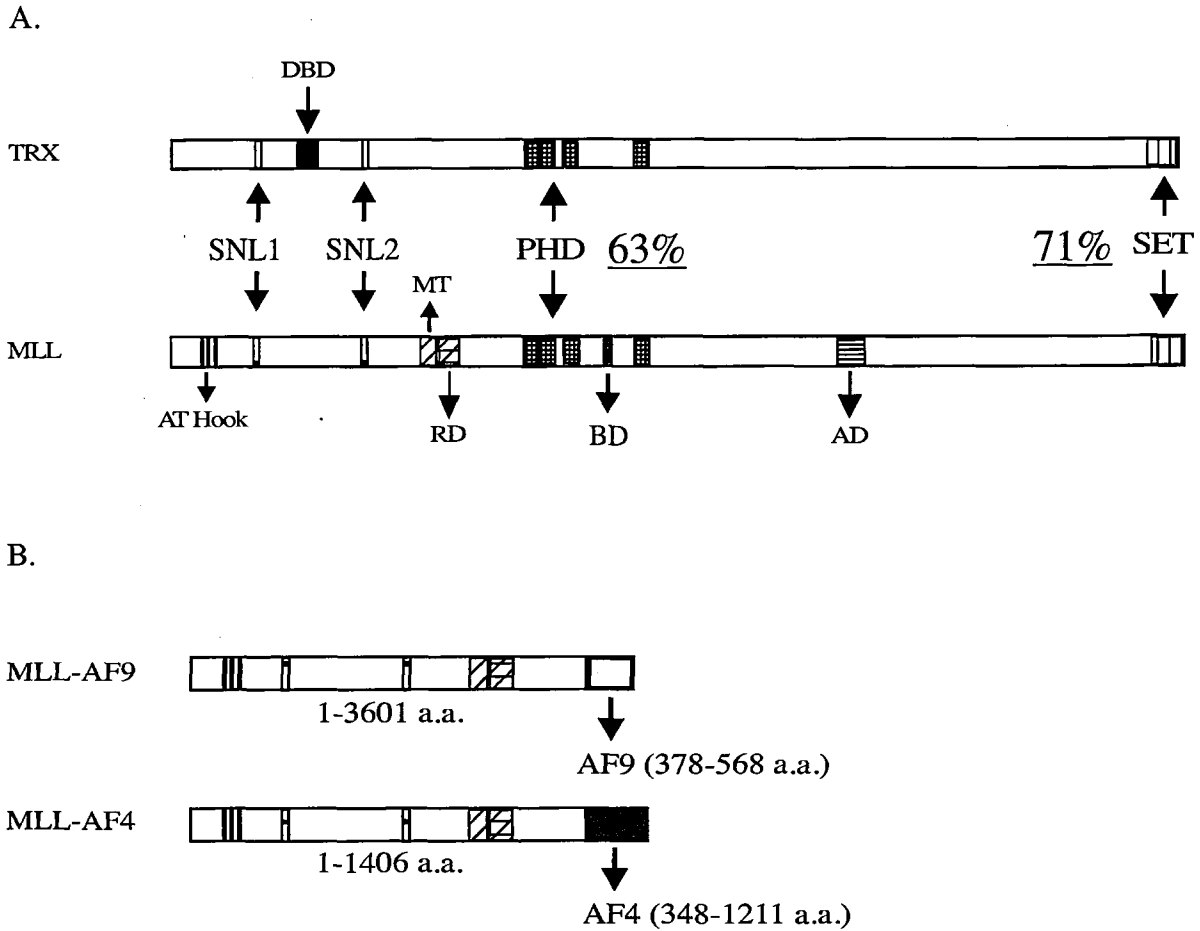 A.
DBD
TRX
SNL1 SNL2 PHD 63% 71% SET
MT
MLL
AT Hook
RD BD AD
B.
MLL-AF9
1-3601 a.a.
AF9 (378-568 a.a.)
MLL-AF4
1-1406 a.a.
AF4 (348-1211 a.a.)